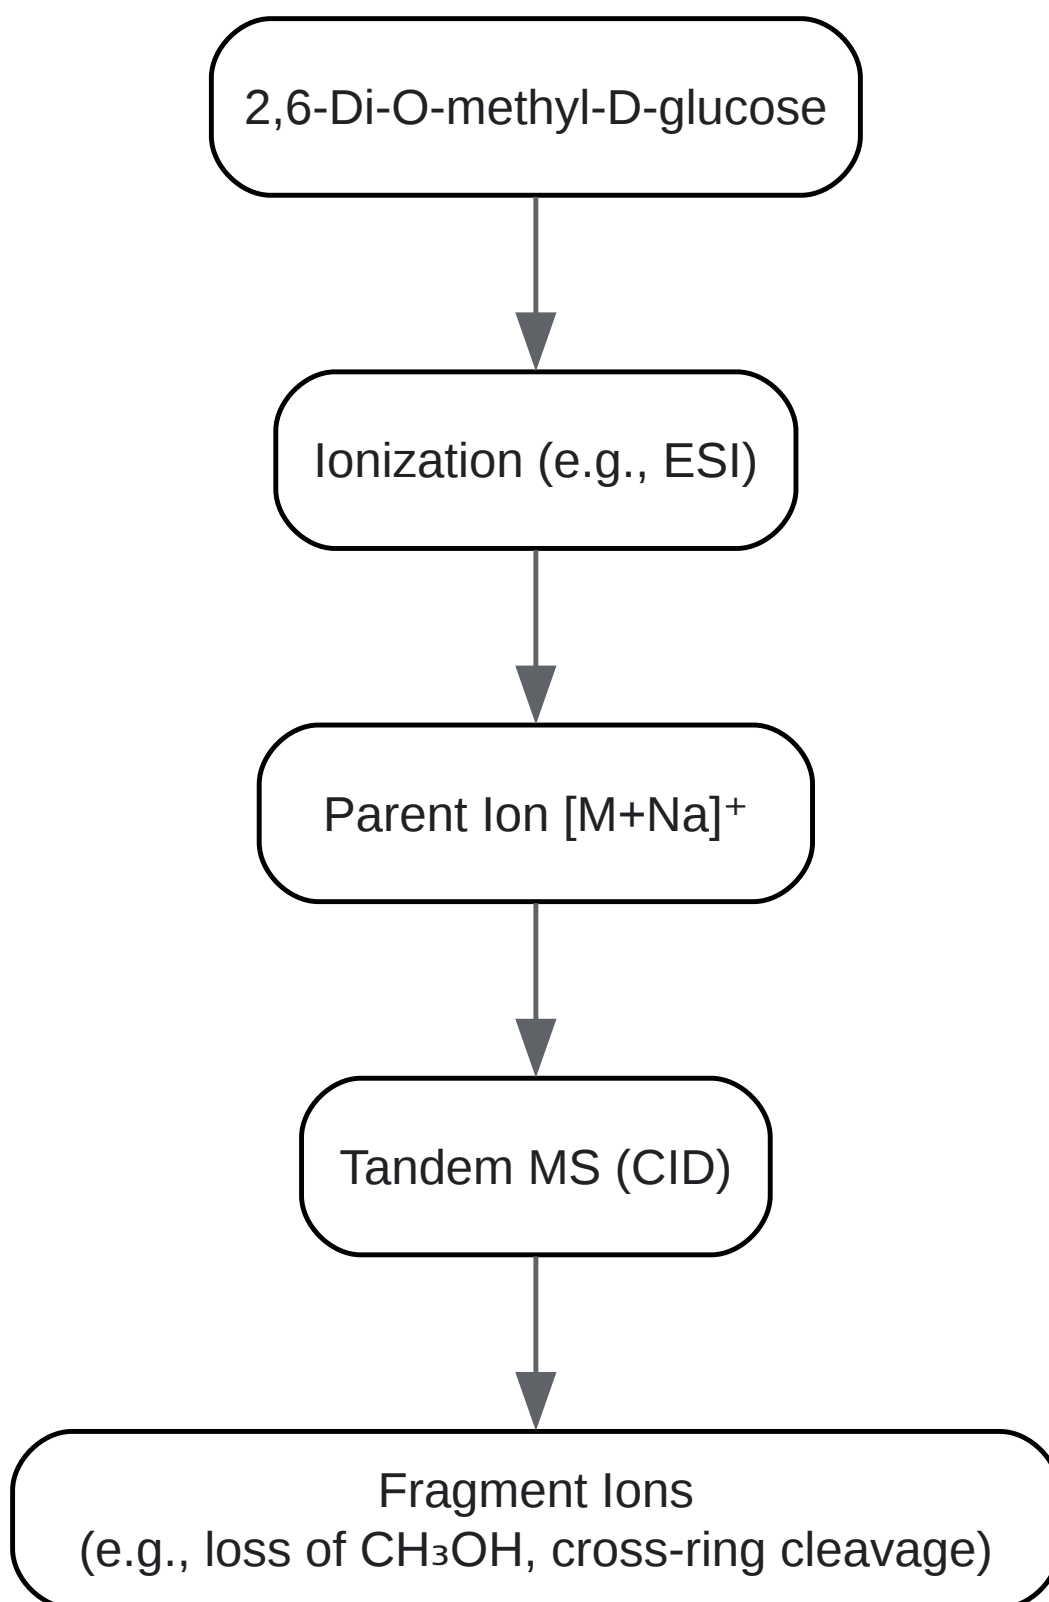 2,6-Di-O-methyl-D-glucose
Ionization (e.g., ESI)
Parent Ion [M+Na]⁺
Tandem MS (CID)
Fragment Ions
(e.g., loss of CH₃OH, cross-ring cleavage)